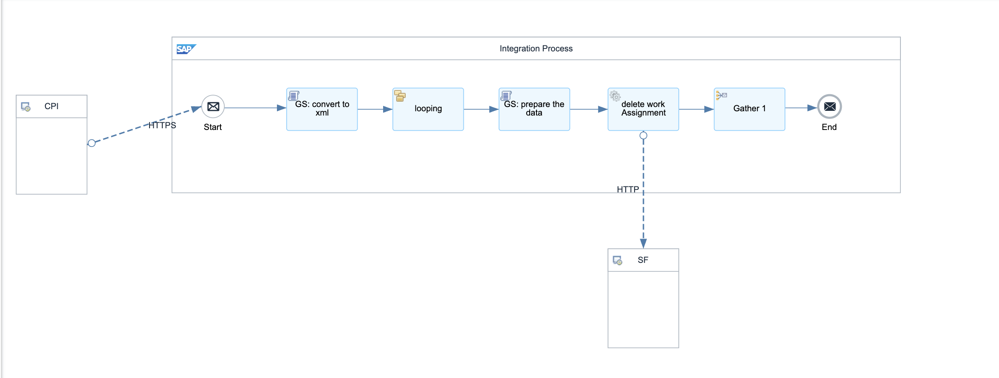 SAP
Integration Process
CPI
HTTPS
Start
GS: convert to
xml
looping
GS: prepare the
data
delete work
Assignment
Gather 1
End
HTTP
SF